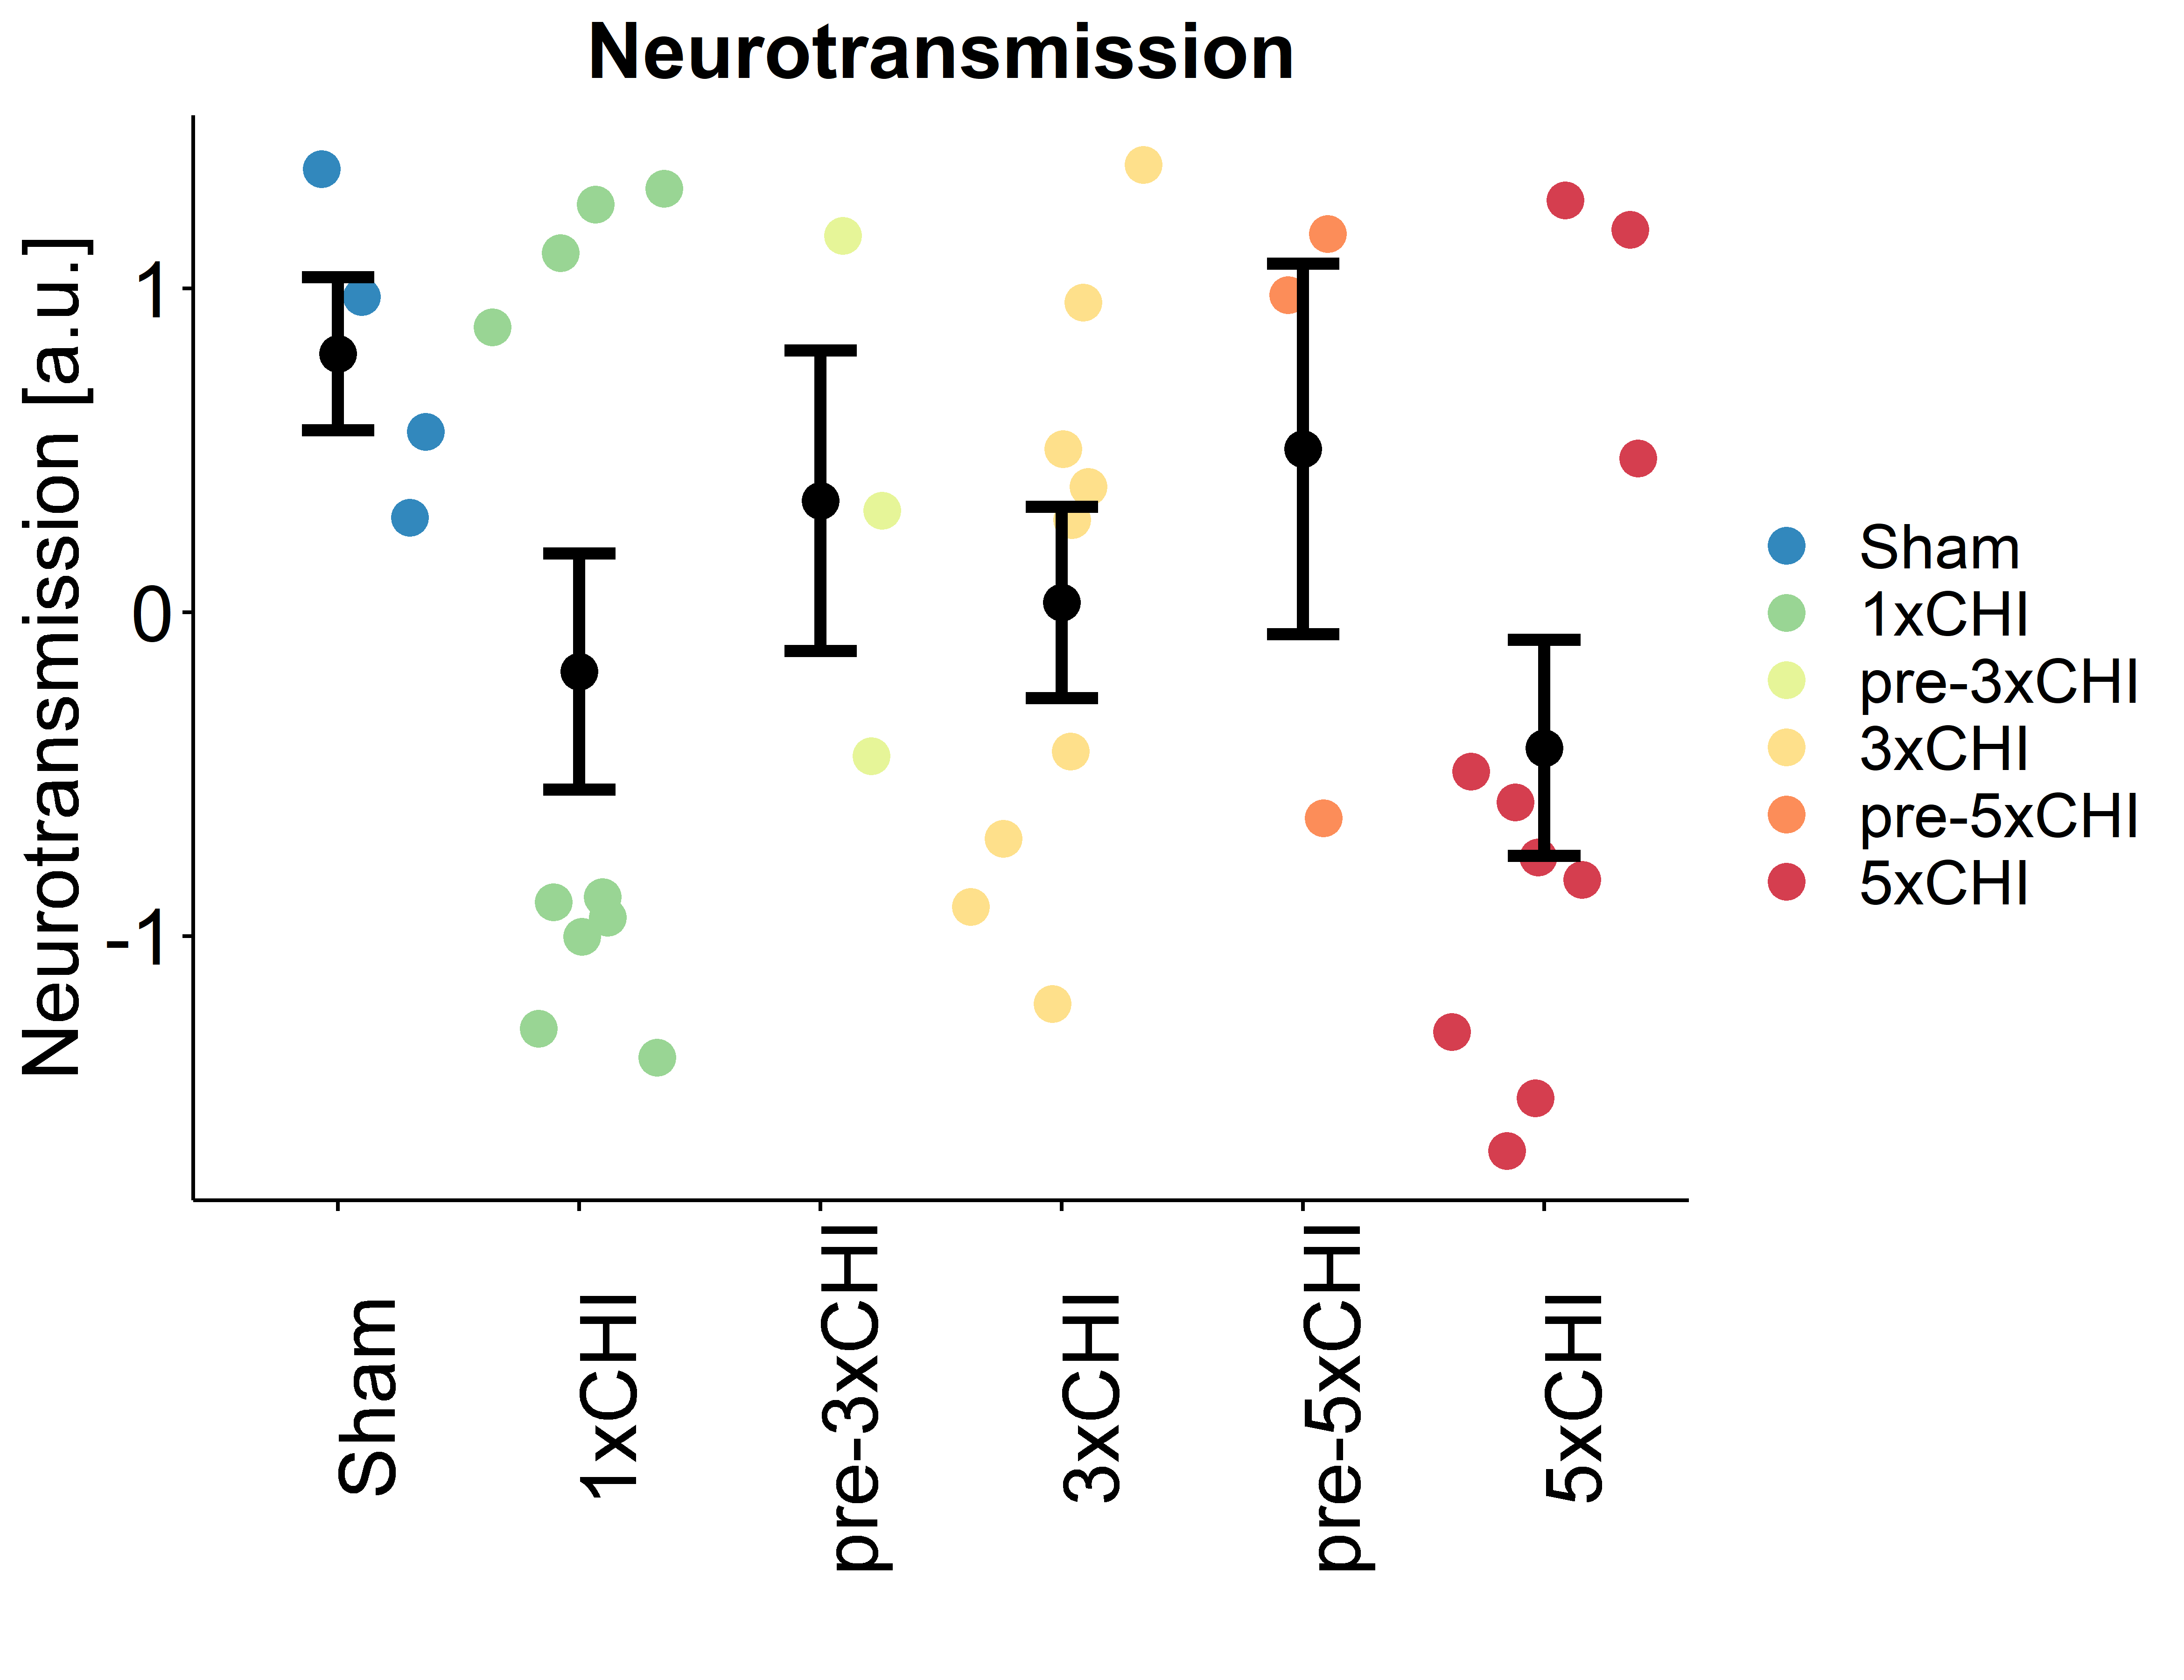 Neurotransmission
Neurotransmission [a.u.]
1
0
-1
Sham
1xCHI
pre-3xCHI
3xCHI
pre-5xCHI
5xCHI
Sham
1xCHI
pre-3xCHI
3xCHI
pre-5xCHI
5xCHI